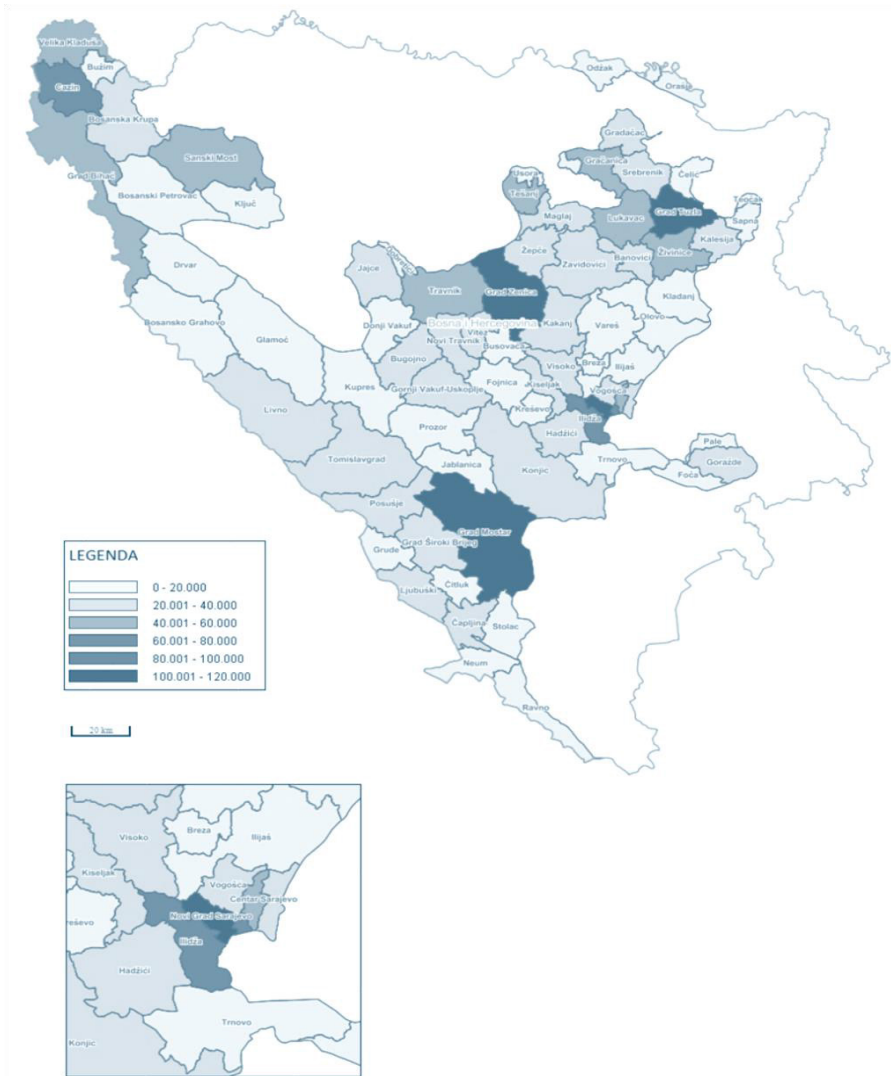 Velika Kladuša
Bužim
Cazin
Bosanska Krupa
Grad Bihać
Sanski Most
Bosanski Petrovac
Ključ
Drvar
Bosansko Grahovo
Glamoč
Odžak
Orašje
Gradačac
Gračanica
Srebrenik
Čelić
Usora
Tešanj
Maglaj
Lukavac
Grad Tuzla
Teočak
Sapna
Kalesija
Živinice
Banovići
Žepče
Zavidovići
Jajce
Dobretići
Travnik
Grad Zenica
Kladanj
Olovo
Donji Vakuf
Bosna i Hercegovina
Vitez
Novi Travnik
Busovača
Kakanj
Vareš
Bugojno
Gornji Vakuf-Uskoplje
Fojnica
Kiseljak
Visoko
Breza
Ilijaš
Vogošća
Kupres
Kreševo
Ilidža
Hadžići
Livno
Prozor
Tomislavgrad
Jablanica
Konjic
Trnovo
Pale
Foča
Goražde
Posušje
Grad Mostar
Grude
Grad Široki Brijeg
Ljubuški
Čitluk
Čapljina
Stolac
Neum
Ravno
LEGENDA
0 - 20.000
20.001 - 40.000
40.001 - 60.000
60.001 - 80.000
80.001 - 100.000
100.001 - 120.000
20 km
Visoko
Breza
Ilijaš
Kiseljak
Vogošća
Centar Sarajevo
reševo
Novi Grad Sarajevo
Ilidža
Hadžići
Trnovo
Konjic